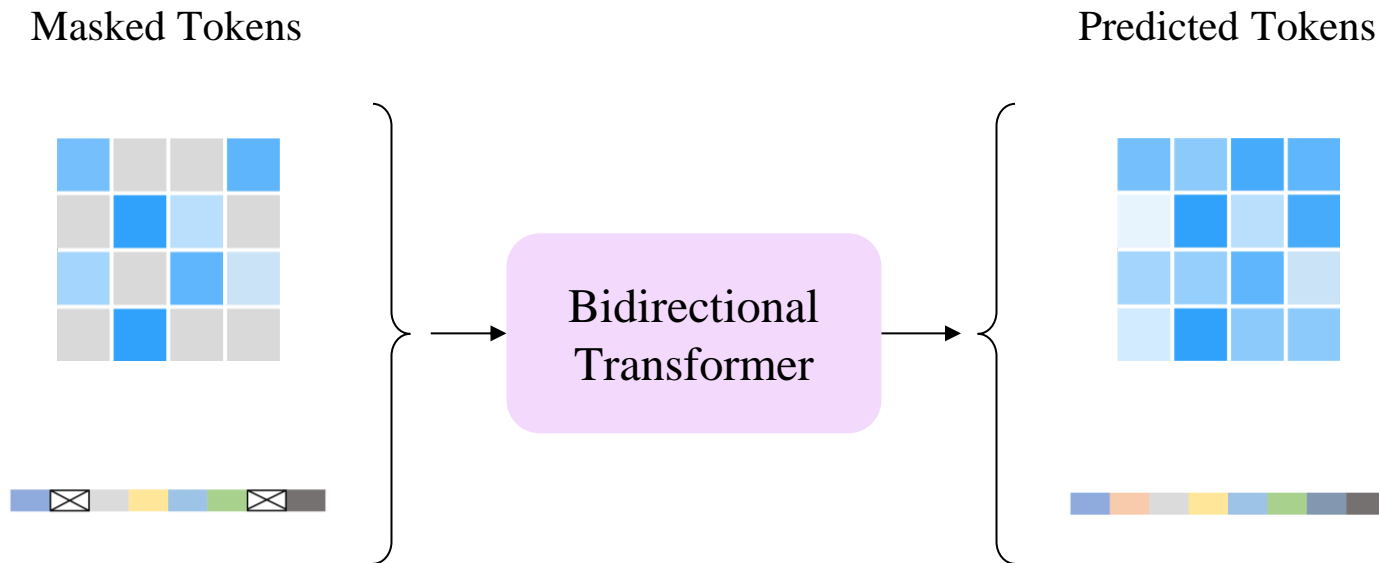 Masked Tokens
Predicted Tokens
Bidirectional
Transformer